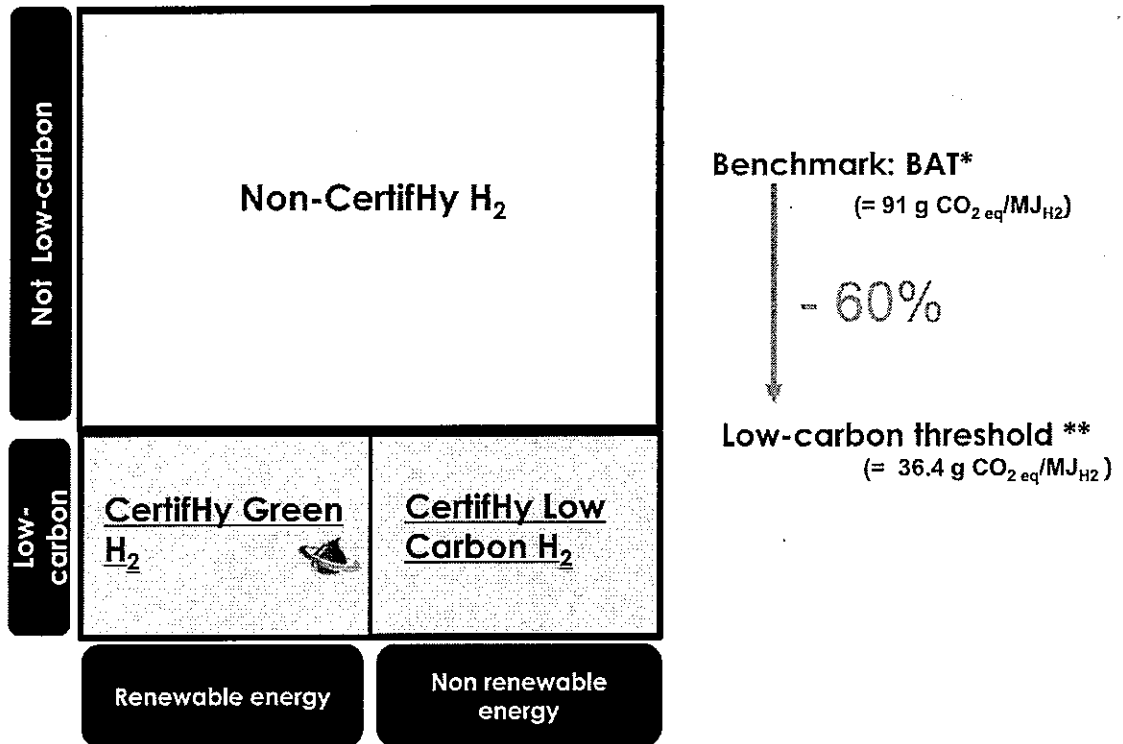 Not Low-carbon
Non-CertifHy H₂
Benchmark: BAT*
(= 91 g CO₂ eq/MJH2)
- 60%
Low-carbon threshold **
(= 36.4 g CO₂ eq/MJH2 )
Low-
carbon
CertifHy Green
H₂
CertifHy Low
Carbon H₂
Renewable energy
Non renewable
energy